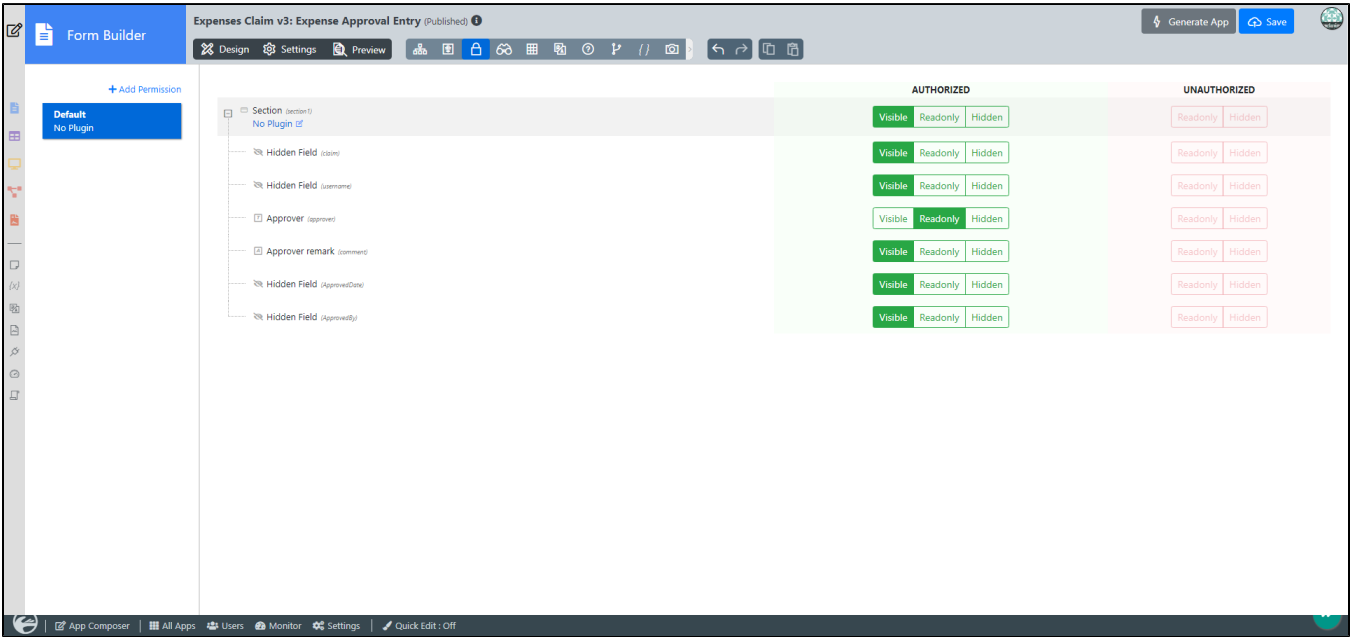 Expenses Claim v3: Expense Approval Entry (Published)
Generate App
Save
Form Builder
Design
Settings
Preview
Add Permission
AUTHORIZED
UNAUTHORIZED
Default
No Plugin
Section (section1)
No Plugin
Visible Readonly Hidden Readonly Hidden
Hidden Field (claim) Visible Readonly Hidden Readonly Hidden
Hidden Field (username) Visible Readonly Hidden Readonly Hidden
Approver (approver) Visible Readonly Hidden Readonly Hidden
Approver remark (comment) Visible Readonly Hidden Readonly Hidden
Hidden Field (ApprovedDate) Visible Readonly Hidden Readonly Hidden
Hidden Field (ApprovedBy) Visible Readonly Hidden Readonly Hidden
App Composer | All Apps Users Monitor Settings | Quick Edit : Off